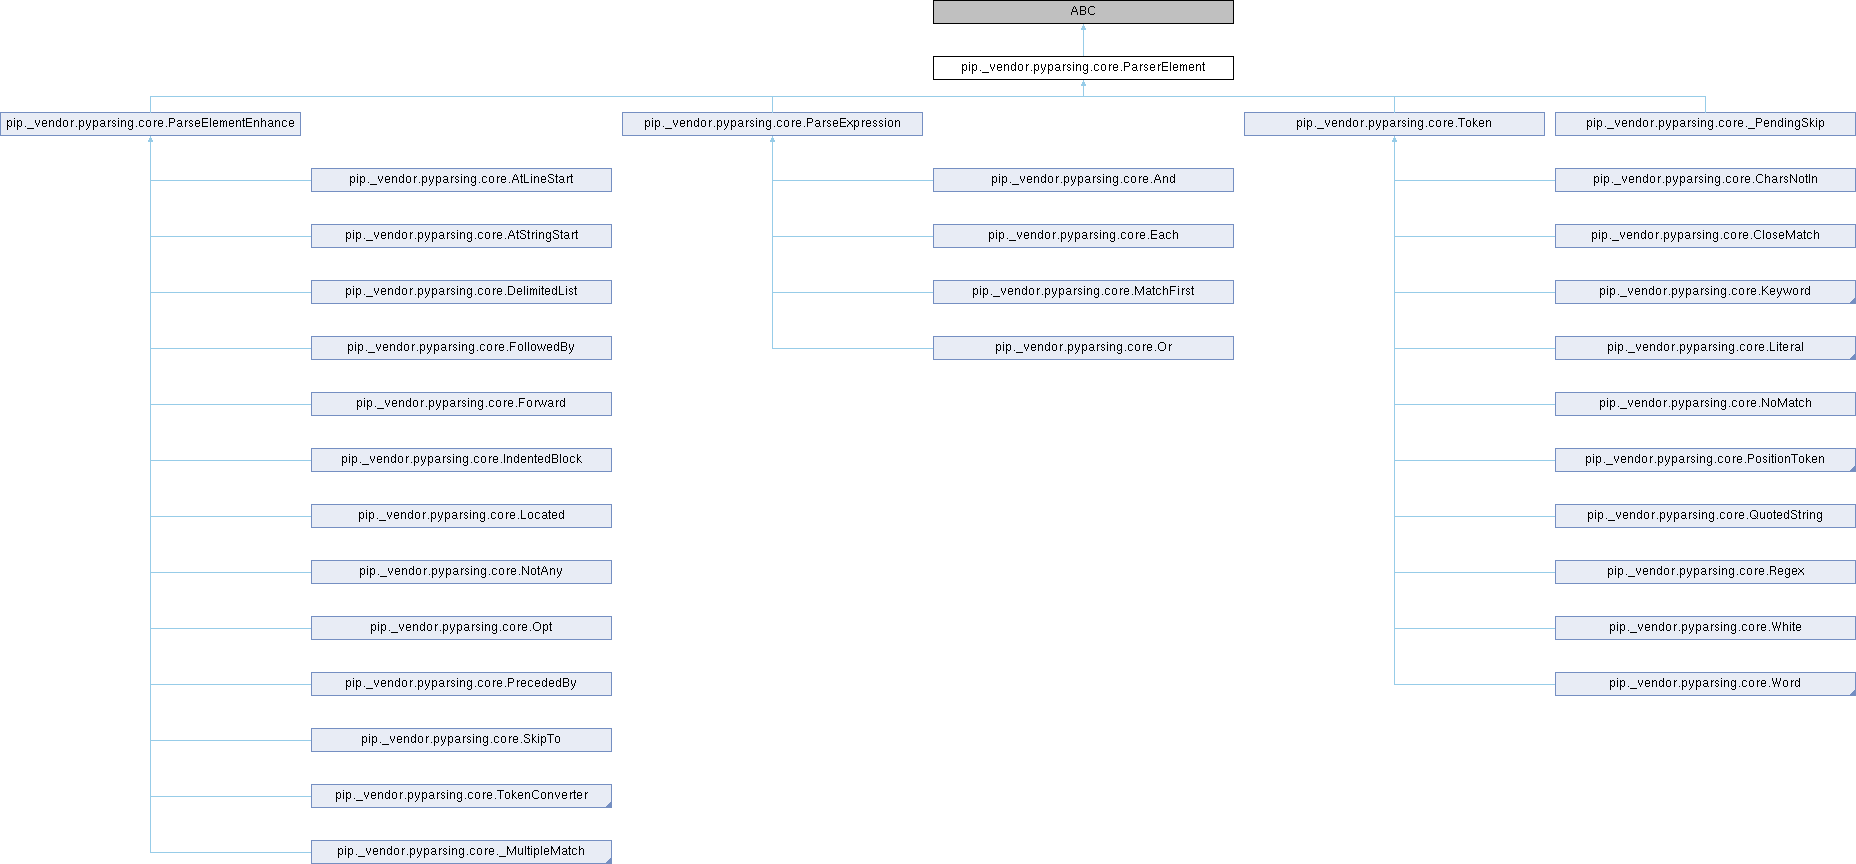 ABC
pip._vendor.pyparsing.core.ParserElement
pip._vendor.pyparsing.core.ParseElementEnhance
pip._vendor.pyparsing.core.ParseExpression
pip._vendor.pyparsing.core.Token
pip._vendor.pyparsing.core._PendingSkip
pip._vendor.pyparsing.core.AtLineStart
pip._vendor.pyparsing.core.And
pip._vendor.pyparsing.core.CharsNotIn
pip._vendor.pyparsing.core.AtStringStart
pip._vendor.pyparsing.core.Each
pip._vendor.pyparsing.core.CloseMatch
pip._vendor.pyparsing.core.DelimitedList
pip._vendor.pyparsing.core.MatchFirst
pip._vendor.pyparsing.core.Keyword
pip._vendor.pyparsing.core.FollowedBy
pip._vendor.pyparsing.core.Or
pip._vendor.pyparsing.core.Literal
pip._vendor.pyparsing.core.Forward
pip._vendor.pyparsing.core.NoMatch
pip._vendor.pyparsing.core.IndentedBlock
pip._vendor.pyparsing.core.PositionToken
pip._vendor.pyparsing.core.Located
pip._vendor.pyparsing.core.QuotedString
pip._vendor.pyparsing.core.NotAny
pip._vendor.pyparsing.core.Regex
pip._vendor.pyparsing.core.Opt
pip._vendor.pyparsing.core.White
pip._vendor.pyparsing.core.PrecededBy
pip._vendor.pyparsing.core.Word
pip._vendor.pyparsing.core.SkipTo
pip._vendor.pyparsing.core.TokenConverter
pip._vendor.pyparsing.core._MultipleMatch